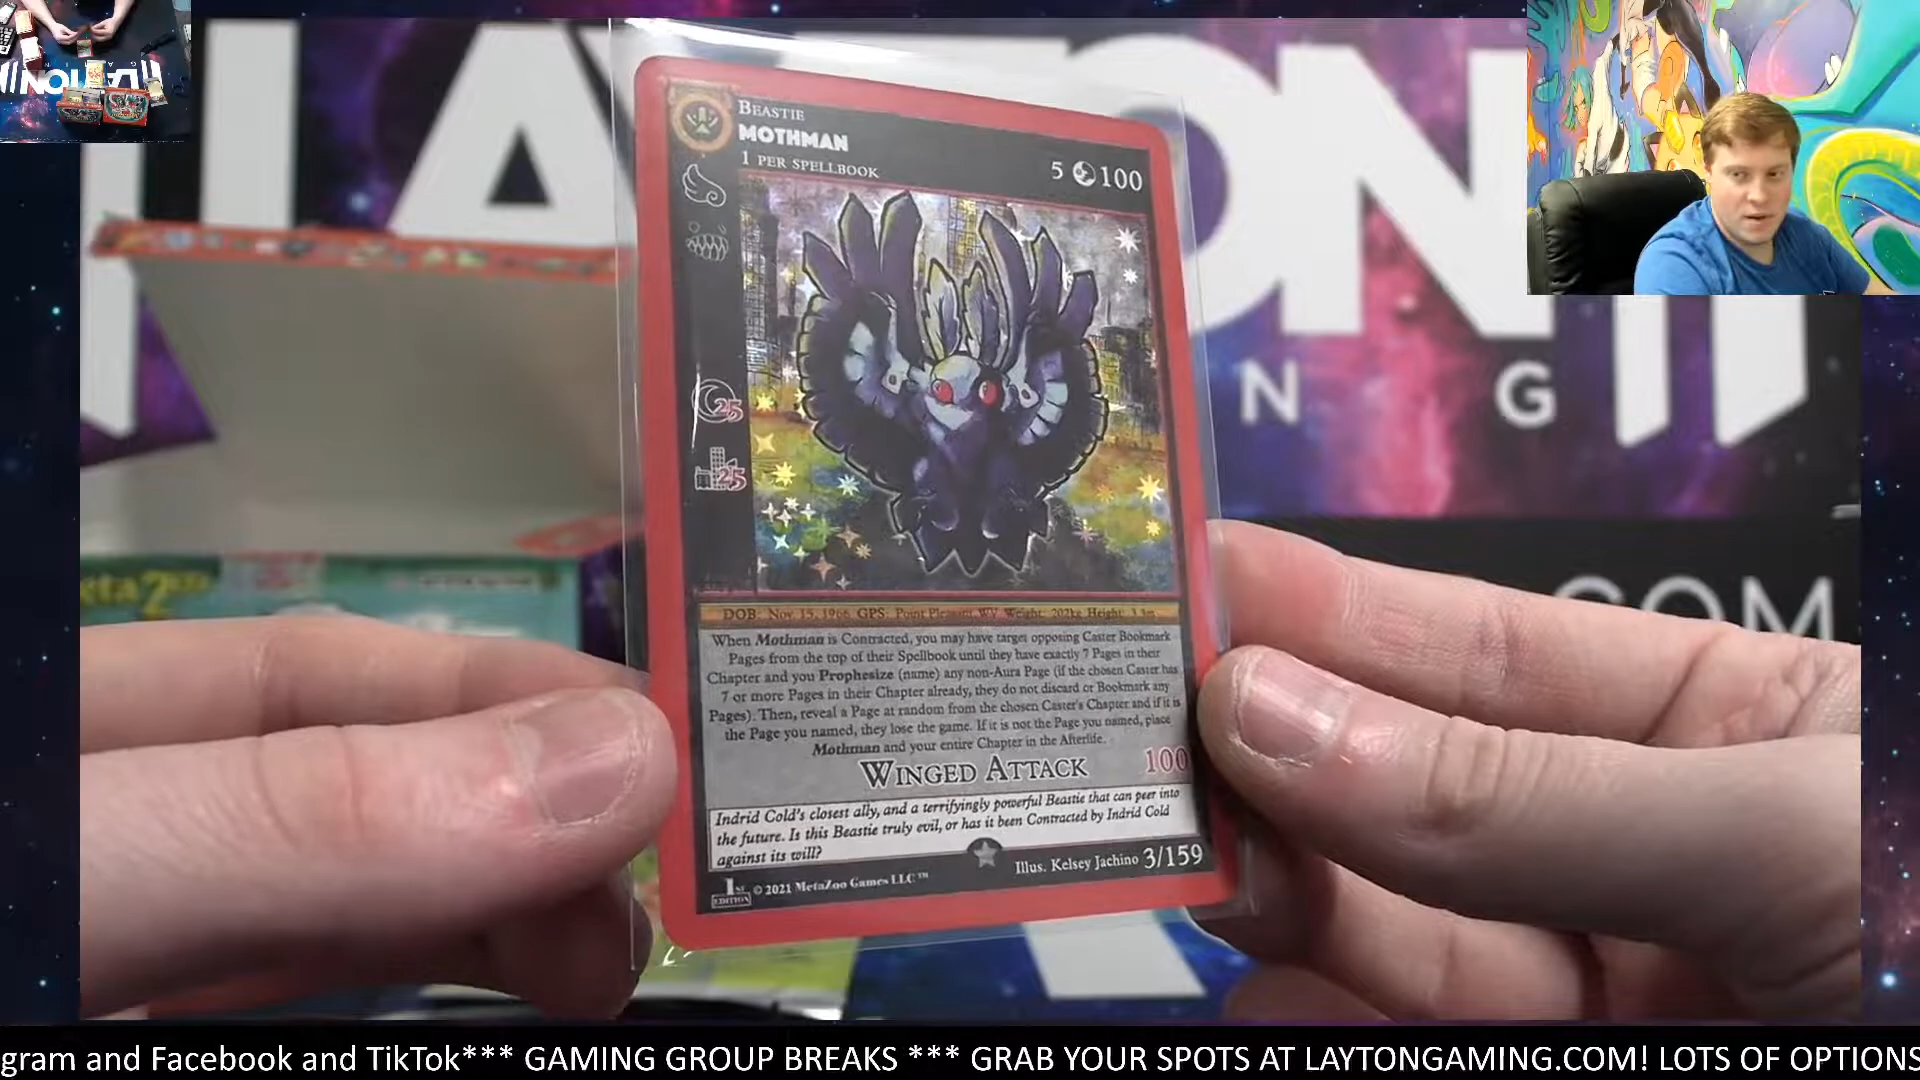 LAYTON
N G
COM
BEASTIE
MOTHMAN
1 PER SPELLBOOK
5 100
25
25
DOB: Nov. 15, 1966 GPS: Point Pleasant, WV Weight: 202kg Height: 3.3m
When Mothman is Contracted, you may have target opposing Caster Bookmark
Pages from the top of their Spellbook until they have exactly 7 Pages in their
Chapter and you Prophesize (name) any non-Aura Page (if the chosen Caster has
7 or more Pages in their Chapter already, they do not discard or Bookmark any
Pages). Then, reveal a Page at random from the chosen Caster's Chapter and if it is
the Page you named, they lose the game. If it is not the Page you named, place
Mothman and your entire Chapter in the Afterlife.
WINGED ATTACK 100
Indrid Cold's closest ally, and a terrifyingly powerful Beastie that can peer into
the future. Is this Beastie truly evil, or has it been Contracted by Indrid Cold
against its will?
1ST EDITION © 2021 MetaZoo Games LLC™ Illus. Kelsey Jachino 3/159
gram and Facebook and TikTok*** GAMING GROUP BREAKS *** GRAB YOUR SPOTS AT LAYTONGAMING.COM! LOTS OF OPTIONS